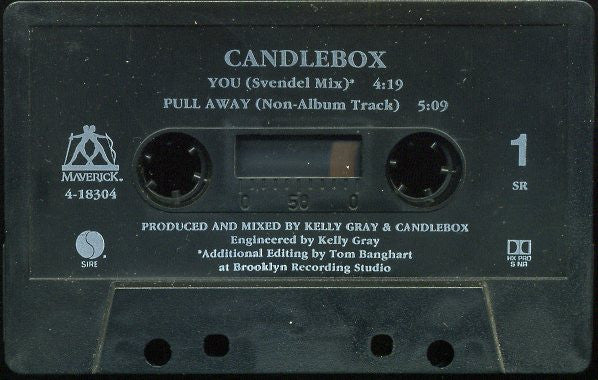 CANDLEBOX
YOU (Svendel Mix)* 4:19
PULL AWAY (Non-Album Track) 5:09
MAVERICK
4-18304
1
SR
0 50 0
PRODUCED AND MIXED BY KELLY GRAY & CANDLEBOX
Engineered by Kelly Gray
*Additional Editing by Tom Banghart
at Brooklyn Recording Studio
SIRE
HX PRO
B NR